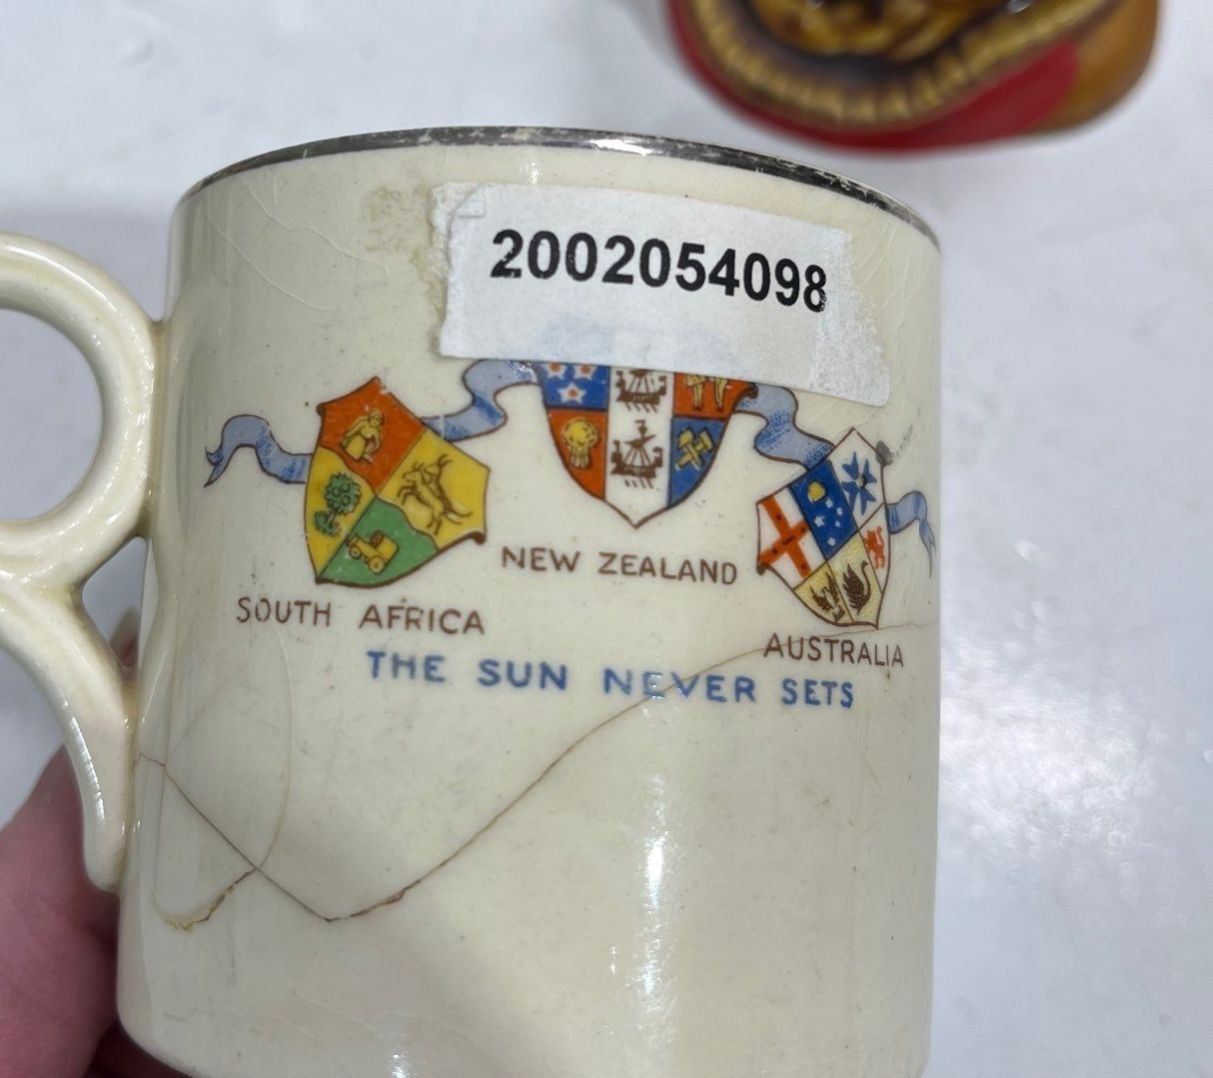 2002054098
NEW ZEALAND
SOUTH AFRICA
AUSTRALIA
THE SUN NEVER SETS